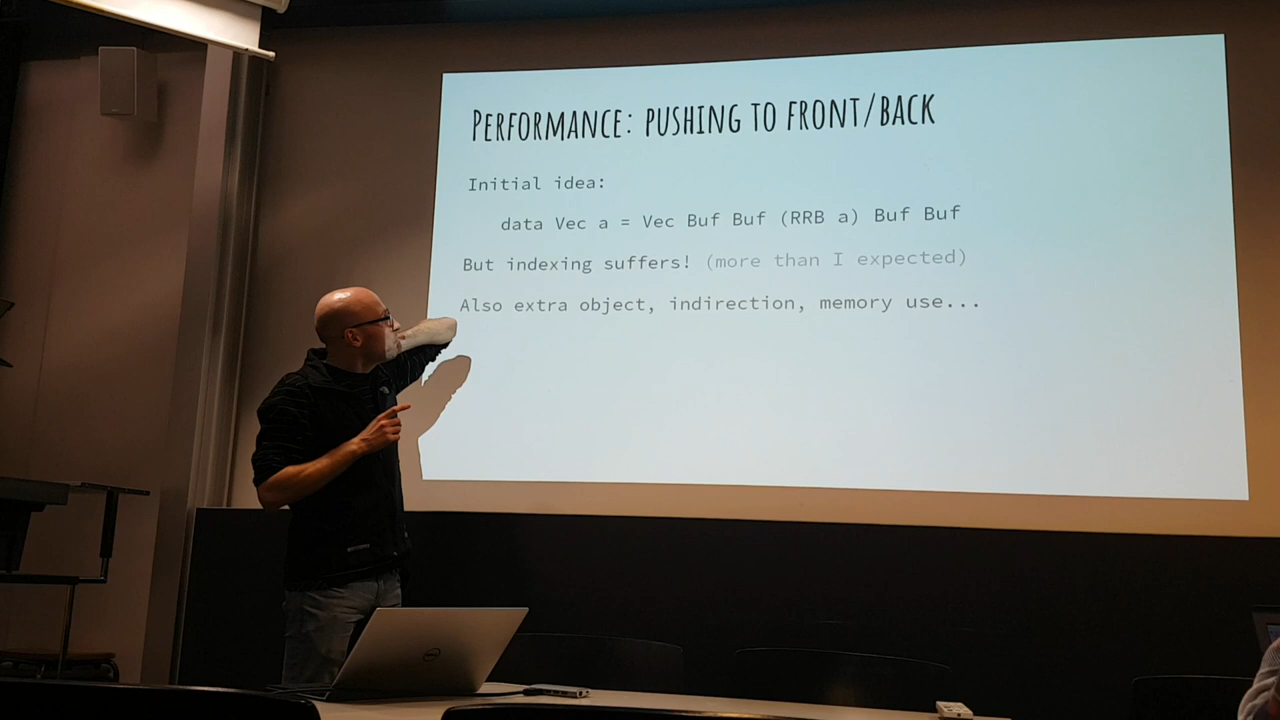 Performance: pushing to front/back
Initial idea:
data Vec a = Vec Buf Buf (RRB a) Buf Buf
But indexing suffers! (more than I expected)
Also extra object, indirection, memory use...
DELL